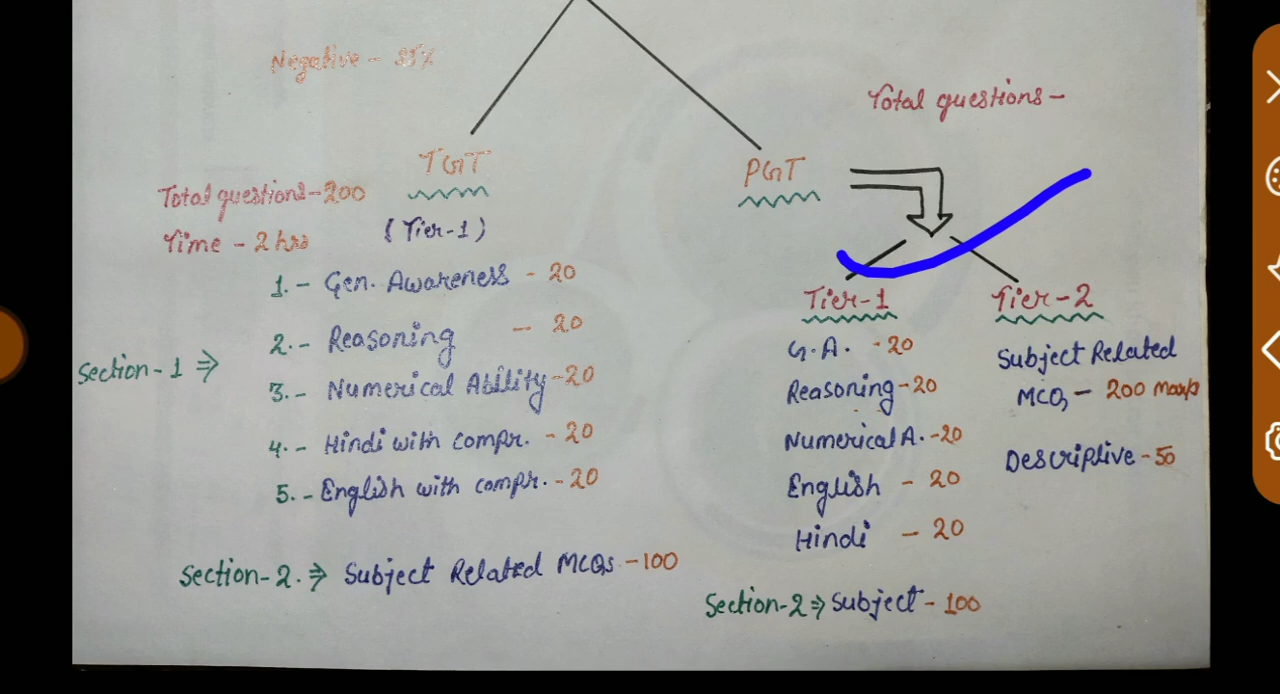 Negative - 25%
Total questions -
TGT
PGT
Total questions - 200
Time - 2 hrs
(Tier-1)
Section-1 ⇒
1.- Gen. Awareness - 20
2.- Reasoning - 20
3.- Numerical Ability - 20
4.- Hindi with compr. - 20
5.- English with compr. - 20
Section-2.⇒ Subject Related MCQs - 100
Tier-1
G.A. - 20
Reasoning - 20
Numerical A. - 20
English - 20
Hindi - 20
Section-2 ⇒ Subject - 100
Tier-2
Subject Related
MCQ - 200 marks
Descriptive - 50